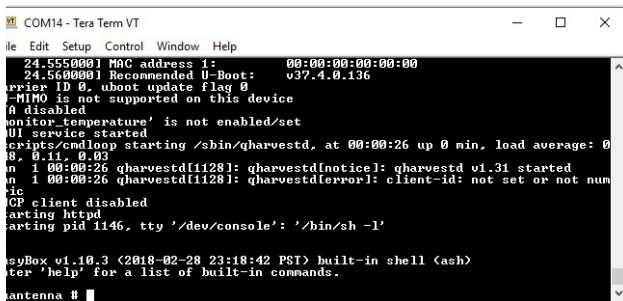 COM14 - Tera Term VT
ile Edit Setup Control Window Help
24.555000] MAC address 1: 00:00:00:00:00:00
24.560000] Recommended U-Boot: v37.4.0.136
arrier ID 0, uboot update flag 0
-MIMO is not supported on this device
A disabled
onitor_temperature' is not enabled/set
UI service started
cripts/cmdloop starting /sbin/qharvestd, at 00:00:26 up 0 min, load average: 0
8, 0.11, 0.03
n 1 00:00:26 qharvestd[1128]: qharvestd[notice]: qharvestd v1.31 started
n 1 00:00:26 qharvestd[1128]: qharvestd[error]: client-id: not set or not num
ic
CP client disabled
arting httpd
arting pid 1146, tty '/dev/console': '/bin/sh -l'
syBox v1.10.3 (2018-02-28 23:18:42 PST) built-in shell (ash)
ter 'help' for a list of built-in commands.
antenna #